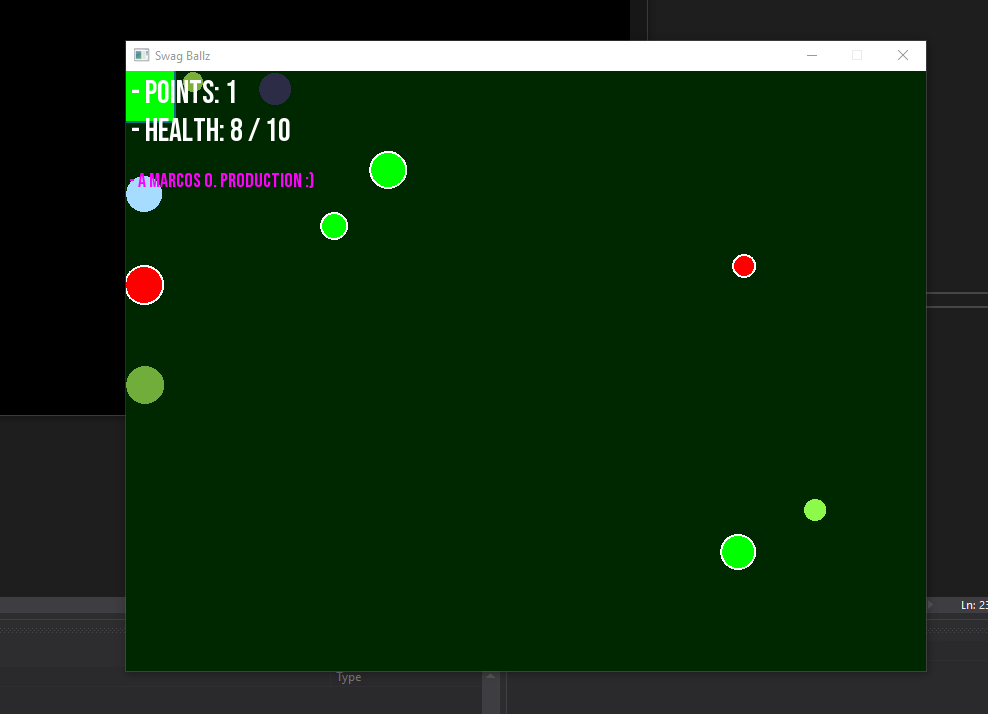 Swag Ballz
- POINTS: 1
- HEALTH: 8 / 10
- A MARCOS O. PRODUCTION :)
Ln: 23
Type